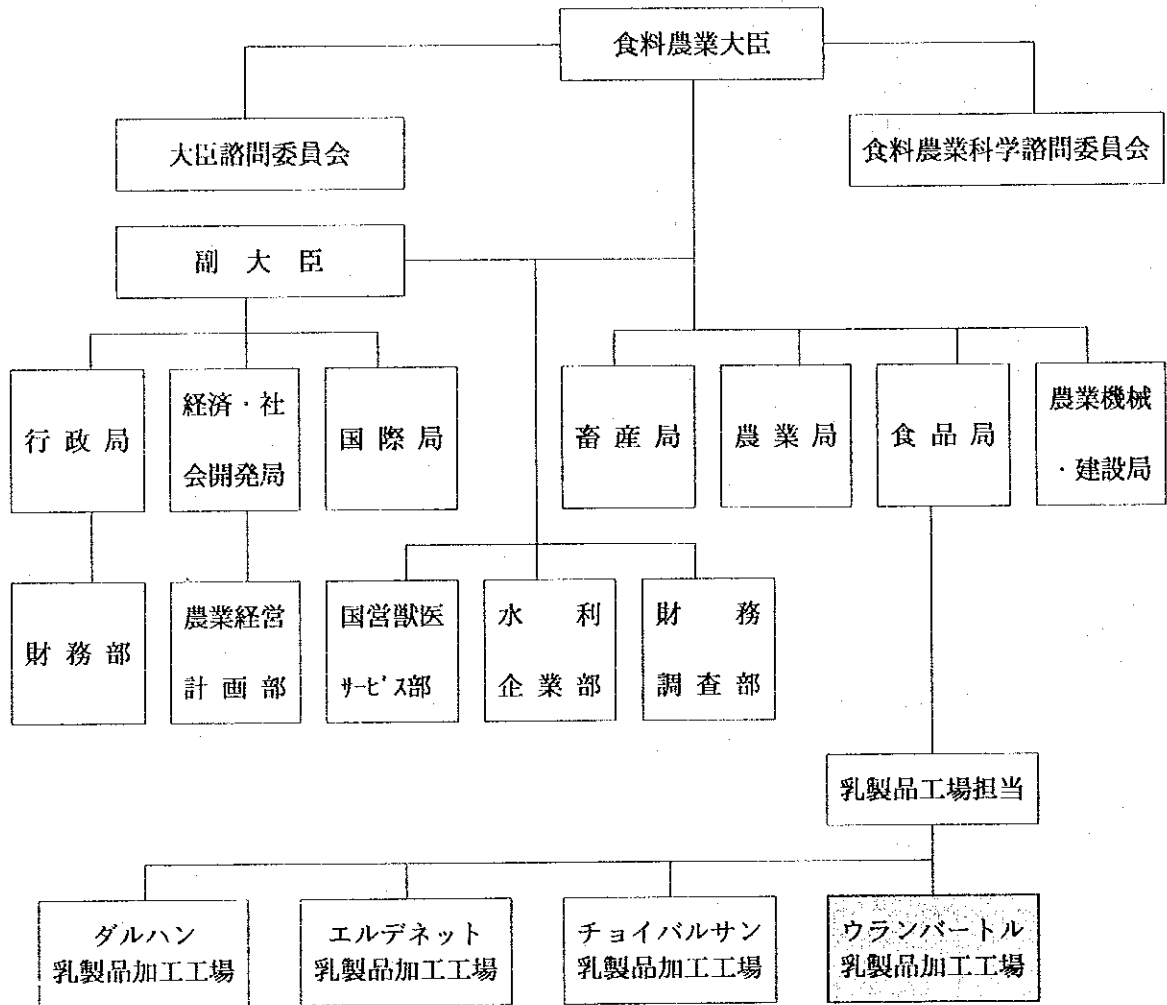 食料農業大臣
大臣諮問委員会
食料農業科学諮問委員会
副大臣
行政局
経済・社
会開発局
国際局
畜産局
農業局
食品局
農業機械
・建設局
財務部
農業経営
計画部
国営獣医
ｻｰﾋﾞｽ部
水利
企業部
財務
調査部
乳製品工場担当
ダルハン
乳製品加工工場
エルデネット
乳製品加工工場
チョイバルサン
乳製品加工工場
ウランバートル
乳製品加工工場